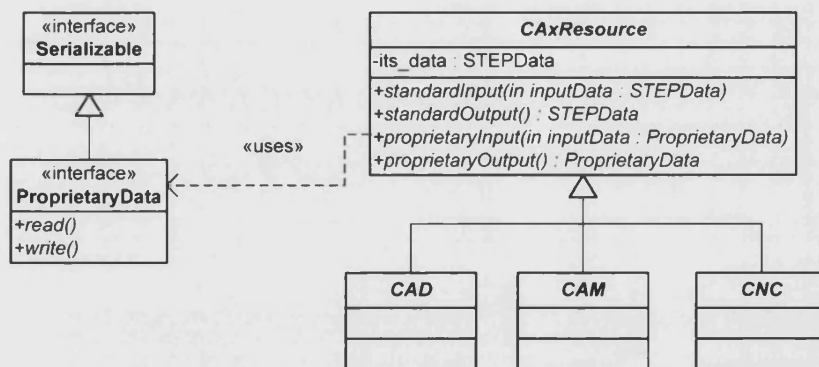 «interface»
Serializable
«interface»
ProprietaryData
+read()
+write()
«uses»
CAxResource
-its_data : STEPData
+standardInput(in inputData : STEPData)
+standardOutput() : STEPData
+proprietaryInput(in inputData : ProprietaryData)
+proprietaryOutput() : ProprietaryData
CAD
CAM
CNC